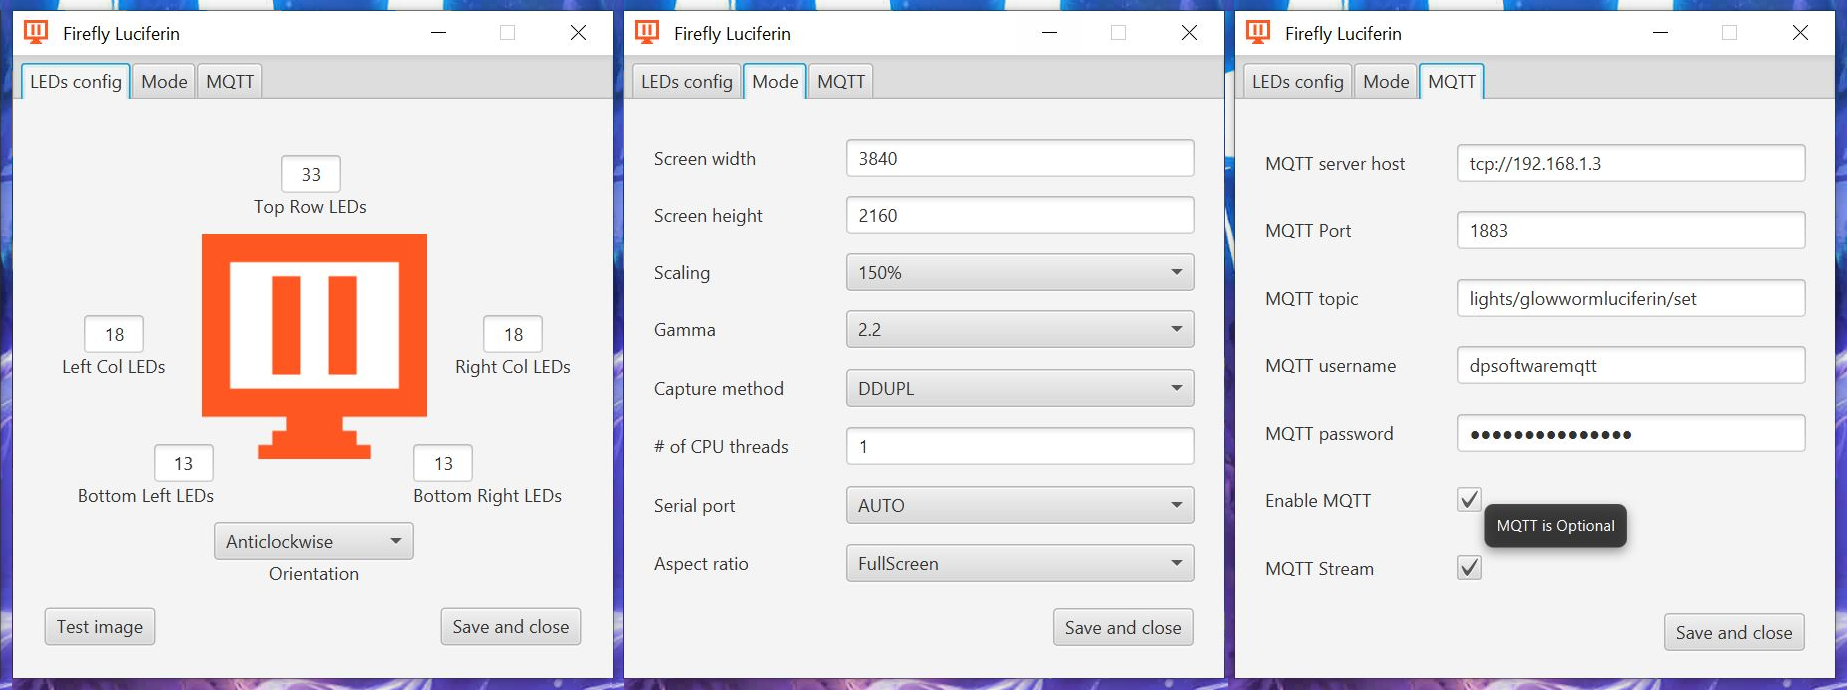 Firefly Luciferin
LEDs config Mode MQTT
33
Top Row LEDs
18
Left Col LEDs
18
Right Col LEDs
13
Bottom Left LEDs
13
Bottom Right LEDs
Anticlockwise
Orientation
Test image
Save and close
Firefly Luciferin
LEDs config Mode MQTT
Screen width 3840
Screen height 2160
Scaling 150%
Gamma 2.2
Capture method DDUPL
# of CPU threads 1
Serial port AUTO
Aspect ratio FullScreen
Save and close
Firefly Luciferin
LEDs config Mode MQTT
MQTT server host tcp://192.168.1.3
MQTT Port 1883
MQTT topic lights/glowwormluciferin/set
MQTT username dpsoftwaremqtt
MQTT password ●●●●●●●●●●●●●●●
Enable MQTT
MQTT is Optional
MQTT Stream
Save and close